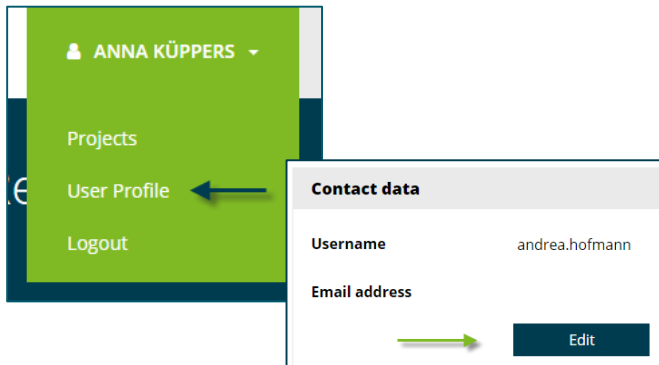 ANNA KÜPPERS
Projects
User Profile
Logout
Contact data
Username andrea.hofmann
Email address
Edit